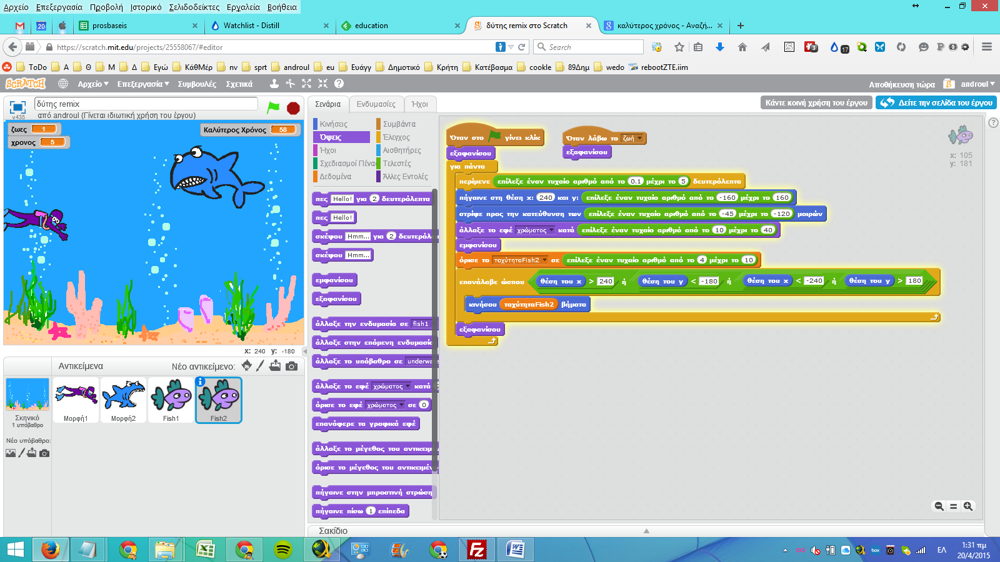 Αρχείο Επεξεργασία Προβολή Ιστορικό Σελιδοδείκτες Εργαλεία Βοήθεια
20 prosbaseis Watchlist - Distill education δύτης remix στο Scratch καλύτερος χρόνος - Αναζή...
https://scratch.mit.edu/projects/25558067/#editor Search 3 17
ToDo Α Θ Μ Δ Εγώ ΚάθΜέρ nv sprt androul eu Ευάγγ Δημοτικό Κρήτη Κατέβασμα cookle 89Δημ wedo rebootZTE.iim
SCRATCH Αρχείο Επεξεργασία Συμβουλές Σχετικά Αποθήκευση τώρα androul
δύτης remix
v435 από androul (Γίνεται ιδιωτική χρήση του έργου)
Σενάρια Ενδυμασίες Ήχοι
Κάντε κοινή χρήση του έργου Δείτε την σελίδα του έργου
ζωες 1
χρονος 5
Καλύτερος Χρόνος 58
x: 240 y: -180
Αντικείμενα Νέο αντικείμενο:
Σκηνικό
1 υπόβαθρο
Νέο υπόβαθρο:
Μορφή1 Μορφή2 Fish1 Fish2
Κινήσεις Συμβάντα
Όψεις Έλεγχος
Ήχοι Αισθητήρες
Σχεδιασμοί Πένας Τελεστές
Δεδομένα Άλλες Εντολές
πες Hello! για 2 δευτερόλεπτα
πες Hello!
σκέψου Hmm... για 2 δευτερόλε
σκέψου Hmm...
εμφανίσου
εξαφανίσου
άλλαξε την ενδυμασία σε fish1
άλλαξε στην επόμενη ενδυμασία
άλλαξε το υπόβαθρο σε underwa
άλλαξε το εφέ χρώματος κατά
όρισε το εφέ χρώματος σε 0
επανάφερε τα γραφικά εφέ
άλλαξε το μέγεθος του αντικειμ
όρισε το μέγεθος του αντικειμέν
πήγαινε στην μπροστινή στρώση
πήγαινε πίσω 1 επίπεδα
Όταν στο γίνει κλίκ
εξαφανίσου
για πάντα
περίμενε επίλεξε έναν τυχαίο αριθμό από το 0.1 μέχρι το 5 δευτερόλεπτα
πήγαινε στη θέση x: 240 και y: επίλεξε έναν τυχαίο αριθμό από το -160 μέχρι το 160
στρίψε προς την κατεύθυνση των επίλεξε έναν τυχαίο αριθμό από το -45 μέχρι το -120 μοιρών
άλλαξε το εφέ χρώματος κατά επίλεξε έναν τυχαίο αριθμό από το 10 μέχρι το 40
εμφανίσου
όρισε το ταχύτηταFish2 σε επίλεξε έναν τυχαίο αριθμό από το 4 μέχρι το 10
επανάλαβε ώσπου θέση του x > 240 ή θέση του y < -180 ή θέση του x < -240 ή θέση του y > 180
κινήσου ταχύτηταFish2 βήματα
εξαφανίσου
Όταν λάβω το ζωή
εξαφανίσου
x: 105
y: 181
Σακίδιο
box ΕΛ 1:31 πμ
20/4/2015